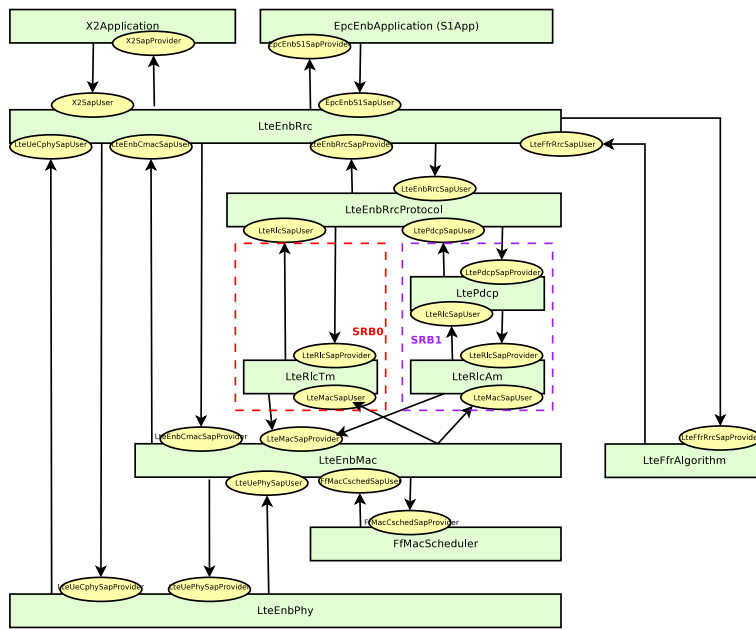 X2Application
EpcEnbApplication (S1App)
X2SapProvider
EpcEnbS1SapProvider
X2SapUser
EpcEnbS1SapUser
LteEnbRrc
LteUeCphySapUser
LteEnbCmacSapUser
LteEnbRrcSapProvider
LteFfrRrcSapUser
LteEnbRrcSapUser
LteEnbRrcProtocol
LteRlcSapUser
LtePdcpSapUser
LtePdcpSapProvider
LtePdcp
LteRlcSapUser
SRB0
SRB1
LteRlcSapProvider
LteRlcSapProvider
LteRlcTm
LteRlcAm
LteMacSapUser
LteMacSapUser
LteEnbCmacSapProvider
LteMacSapProvider
LteFfrRrcSapProvider
LteEnbMac
LteFfrAlgorithm
LteUePhySapUser
FfMacCschedSapUser
FfMacCschedSapProvider
FfMacScheduler
LteUeCphySapProvider
LteUePhySapProvider
LteEnbPhy